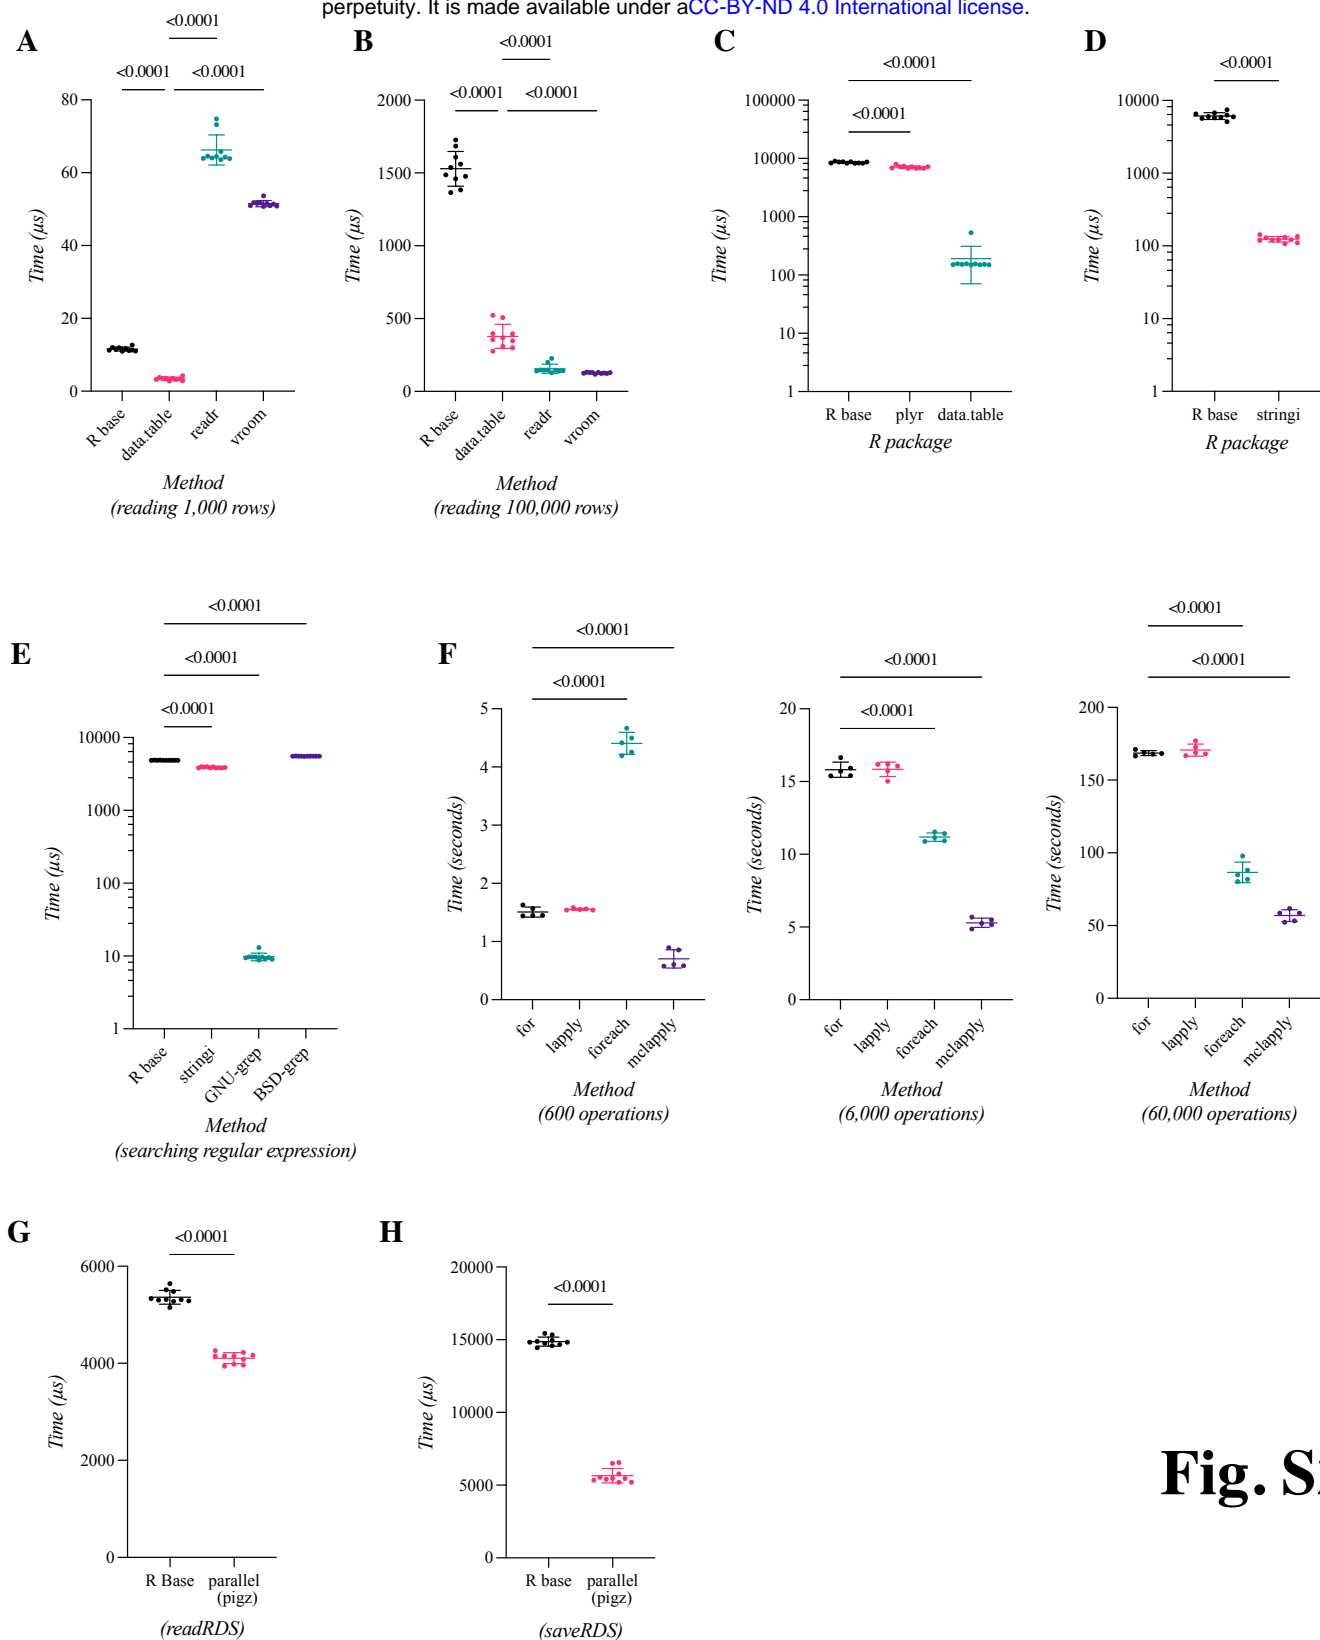 perpetuity. It is made available under aCC-BY-ND 4.0 International license.
A
<0.0001
<0.0001
<0.0001
80
60
40
20
0
Time (µs)
R base
data.table
readr
vroom
Method
(reading 1,000 rows)
B
<0.0001
<0.0001
<0.0001
2000
1500
1000
500
0
Time (µs)
R base
data.table
readr
vroom
Method
(reading 100,000 rows)
C
<0.0001
<0.0001
100000
10000
1000
100
10
1
Time (µs)
R base
plyr
data.table
R package
D
<0.0001
10000
1000
100
10
1
Time (µs)
R base
stringi
R package
E
<0.0001
<0.0001
<0.0001
10000
1000
100
10
1
Time (µs)
R base
stringi
GNU-grep
BSD-grep
Method
(searching regular expression)
F
<0.0001
<0.0001
5
4
3
2
1
0
Time (seconds)
for
lapply
foreach
mclapply
Method
(600 operations)
<0.0001
<0.0001
20
15
10
5
0
Time (seconds)
for
lapply
foreach
mclapply
Method
(6,000 operations)
<0.0001
<0.0001
200
150
100
50
0
Time (seconds)
for
lapply
foreach
mclapply
Method
(60,000 operations)
G
<0.0001
6000
4000
2000
0
Time (µs)
R Base
parallel
(pigz)
(readRDS)
H
<0.0001
20000
15000
10000
5000
0
Time (µs)
R base
parallel
(pigz)
(saveRDS)
Fig.